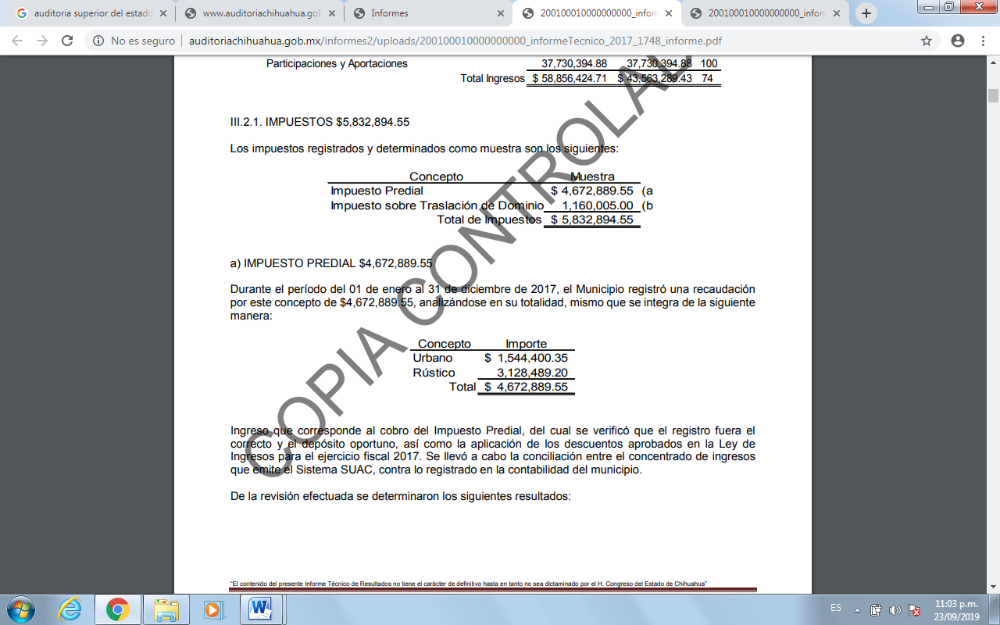 auditoria superior del estado
www.auditoriachihuahua.gob
Informes
200100010000000000_inform
200100010000000000_inform
No es seguro | auditoriachihuahua.gob.mx/informes2/uploads/200100010000000000_informeTecnico_2017_1748_informe.pdf
Participaciones y Aportaciones 37,730,394.88 37,730,394.88 100
Total Ingresos $ 58,856,424.71 $ 43,563,289.43 74
III.2.1. IMPUESTOS $5,832,894.55
Los impuestos registrados y determinados como muestra son los siguientes:
Concepto Muestra
Impuesto Predial $ 4,672,889.55 (a
Impuesto sobre Traslación de Dominio 1,160,005.00 (b
Total de Impuestos $ 5,832,894.55
a) IMPUESTO PREDIAL $4,672,889.55
Durante el período del 01 de enero al 31 de diciembre de 2017, el Municipio registró una recaudación
por este concepto de $4,672,889.55, analizándose en su totalidad, mismo que se integra de la siguiente
manera:
Concepto Importe
Urbano $ 1,544,400.35
Rústico 3,128,489.20
Total $ 4,672,889.55
Ingreso que corresponde al cobro del Impuesto Predial, del cual se verificó que el registro fuera el
correcto y el depósito oportuno, así como la aplicación de los descuentos aprobados en la Ley de
Ingresos para el ejercicio fiscal 2017. Se llevó a cabo la conciliación entre el concentrado de ingresos
que emite el Sistema SUAC, contra lo registrado en la contabilidad del municipio.
De la revisión efectuada se determinaron los siguientes resultados:
"El contenido del presente Informe Técnico de Resultados no tiene el carácter de definitivo hasta en tanto no sea dictaminado por el H. Congreso del Estado de Chihuahua"
COPIA CONTROLAD
ES
11:03 p.m.
23/09/2019